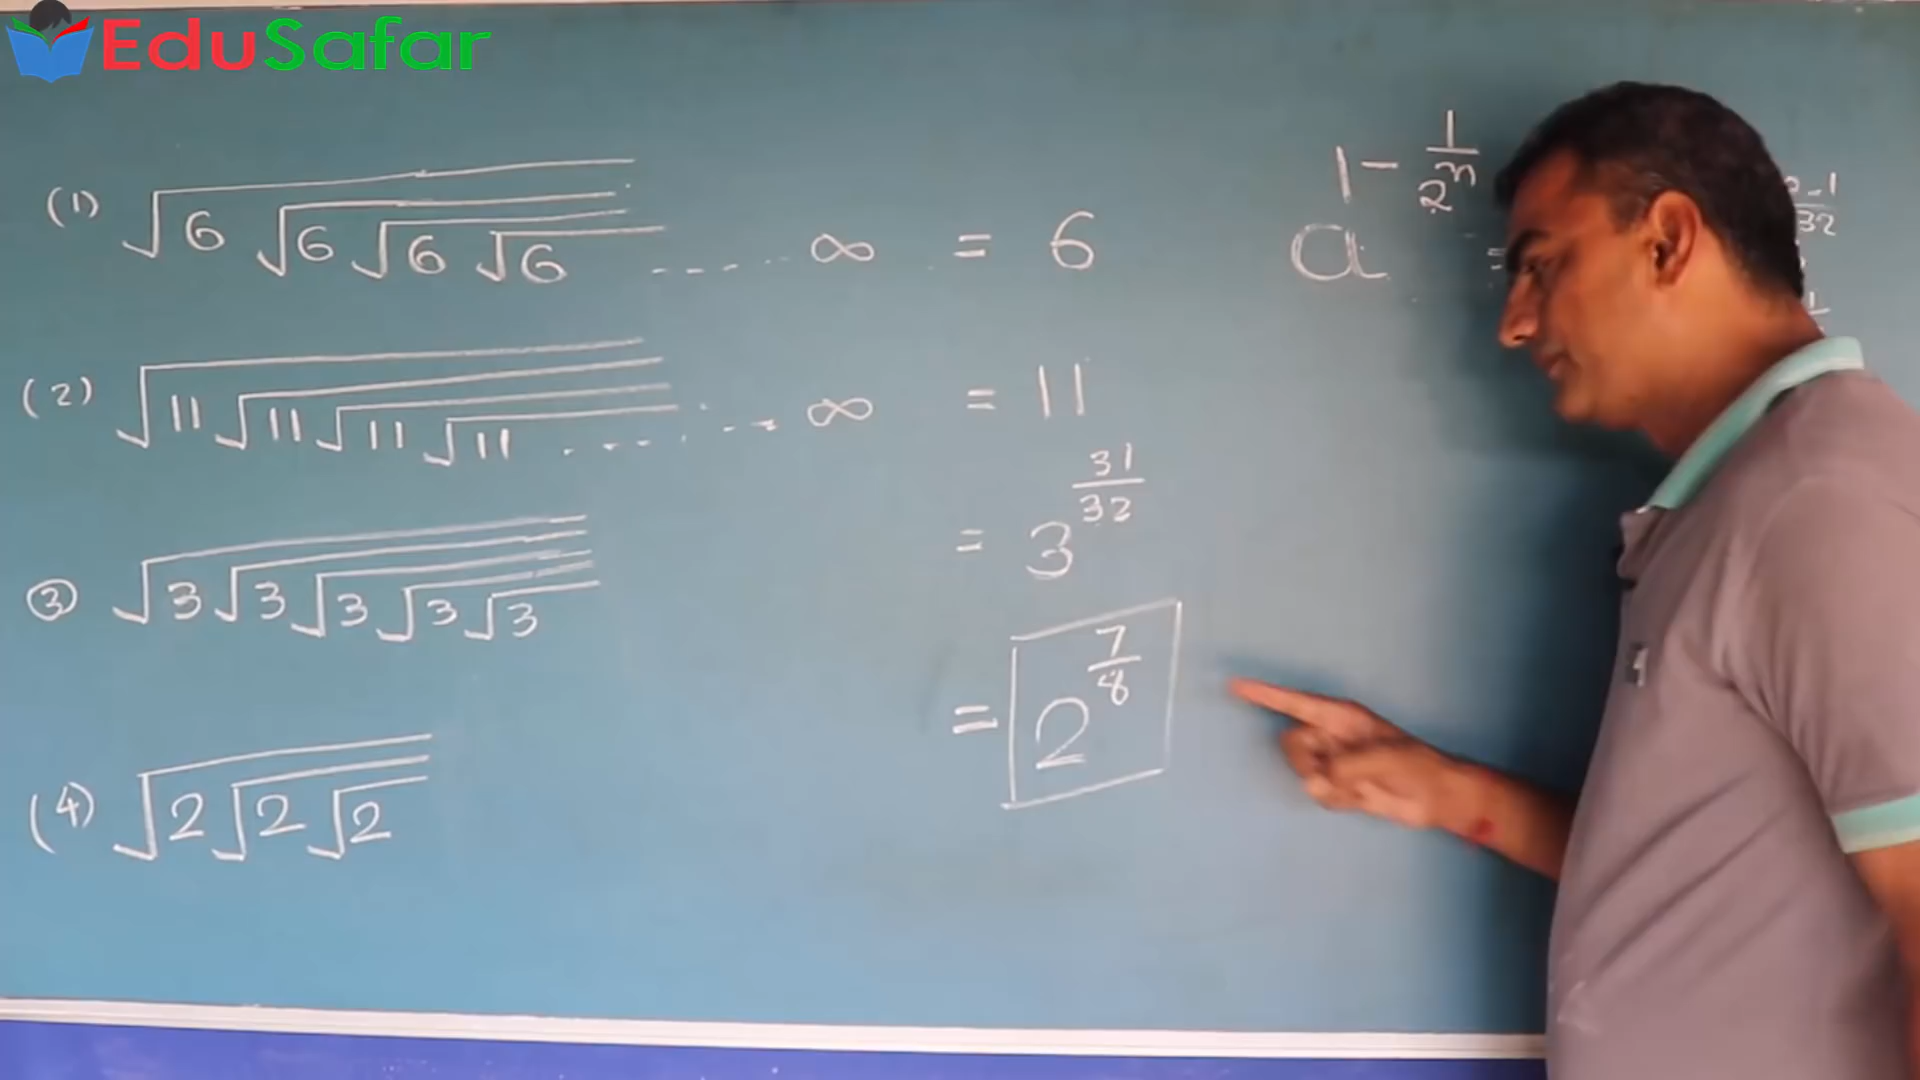 EduSafar
(1) √6√6√6√6 ..... ∞ = 6
(2) √11√11√11√11 ..... ∞ = 11
③ √3√3√3√3√3 = 3^(31/32)
(4) √2√2√2 = 2^(7/8)
a^(1 - 1/2^n) =